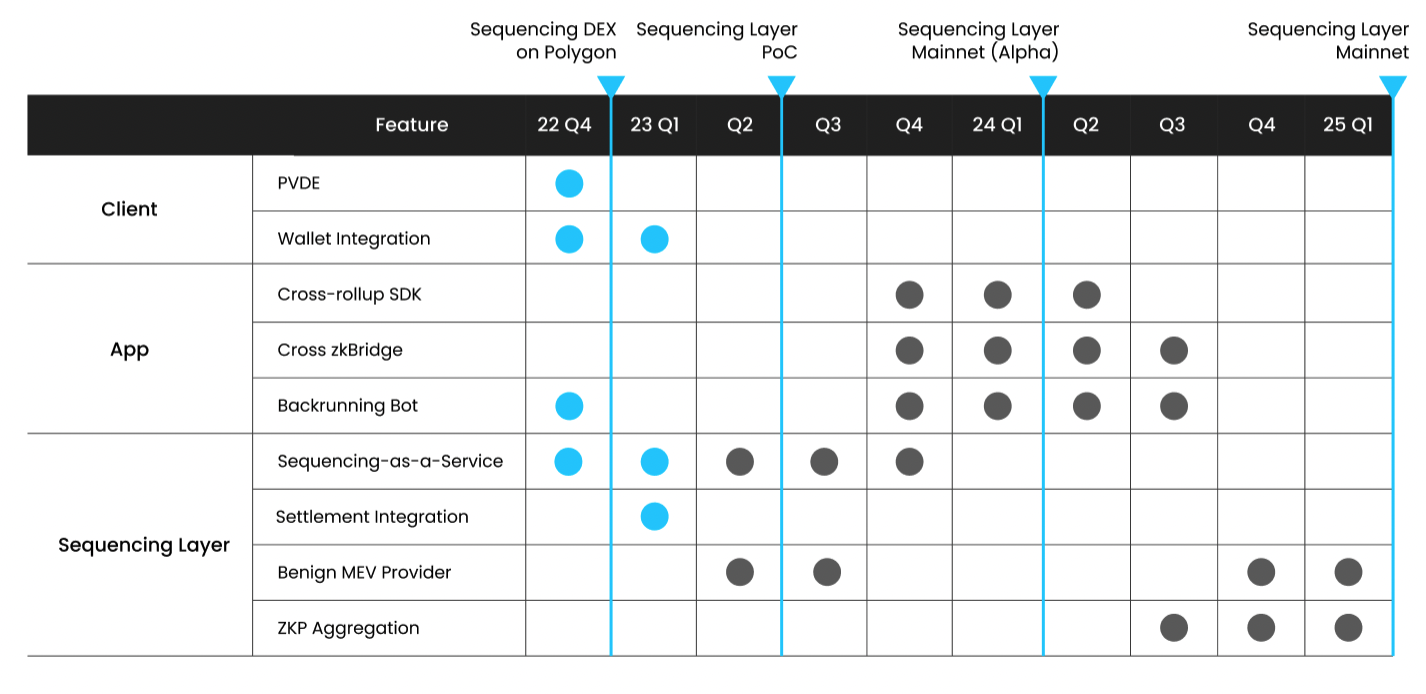 Sequencing DEX
on Polygon
Sequencing Layer
PoC
Sequencing Layer
Mainnet (Alpha)
Sequencing Layer
Mainnet
Feature 22 Q4 23 Q1 Q2 Q3 Q4 24 Q1 Q2 Q3 Q4 25 Q1
Client
PVDE
Wallet Integration
App
Cross-rollup SDK
Cross zkBridge
Backrunning Bot
Sequencing Layer
Sequencing-as-a-Service
Settlement Integration
Benign MEV Provider
ZKP Aggregation